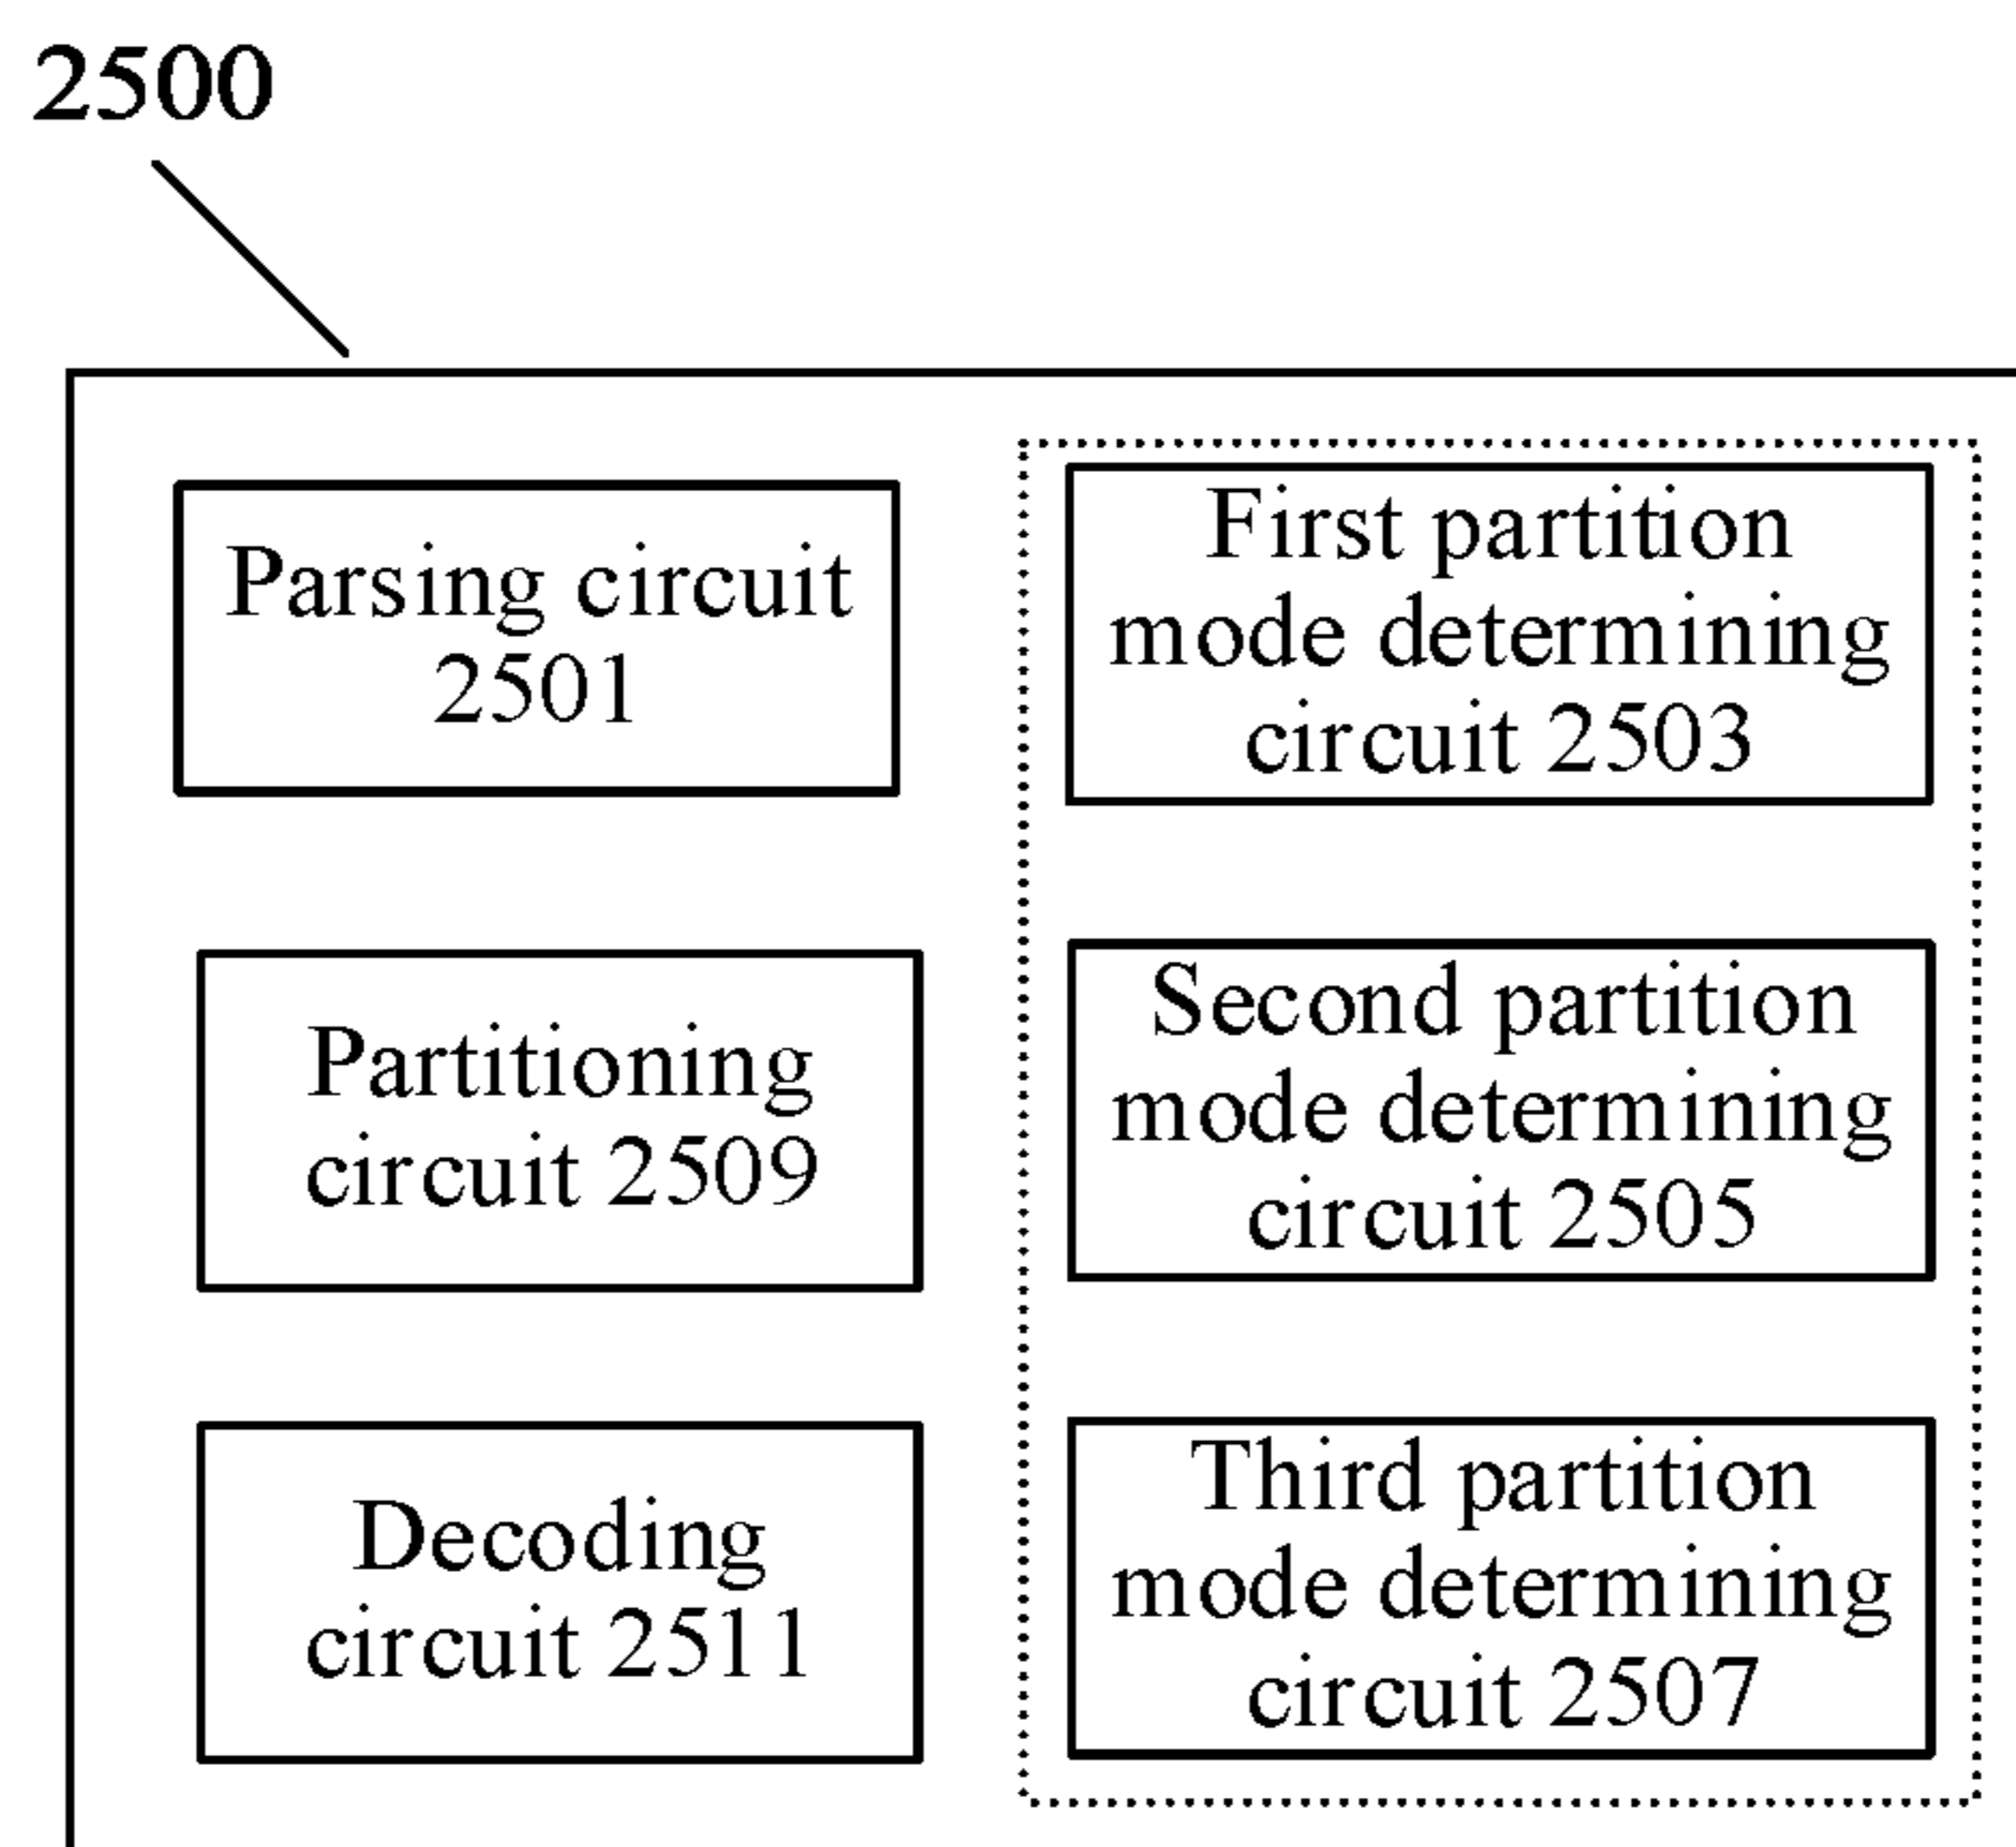 2500
Parsing circuit
2501
First partition
mode determining
circuit 2503
Partitioning
circuit 2509
Second partition
mode determining
circuit 2505
Decoding
circuit 2511
Third partition
mode determining
circuit 2507